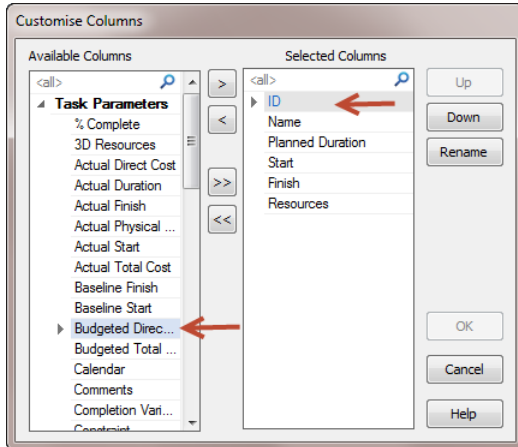 Customise Columns
Available Columns
<all>
Task Parameters
% Complete
3D Resources
Actual Direct Cost
Actual Duration
Actual Finish
Actual Physical ...
Actual Start
Actual Total Cost
Baseline Finish
Baseline Start
Budgeted Direc...
Budgeted Total ...
Calendar
Comments
Completion Vari...
Constraint
>
<
>>
<<
Selected Columns
<all>
ID
Name
Planned Duration
Start
Finish
Resources
Up
Down
Rename
OK
Cancel
Help